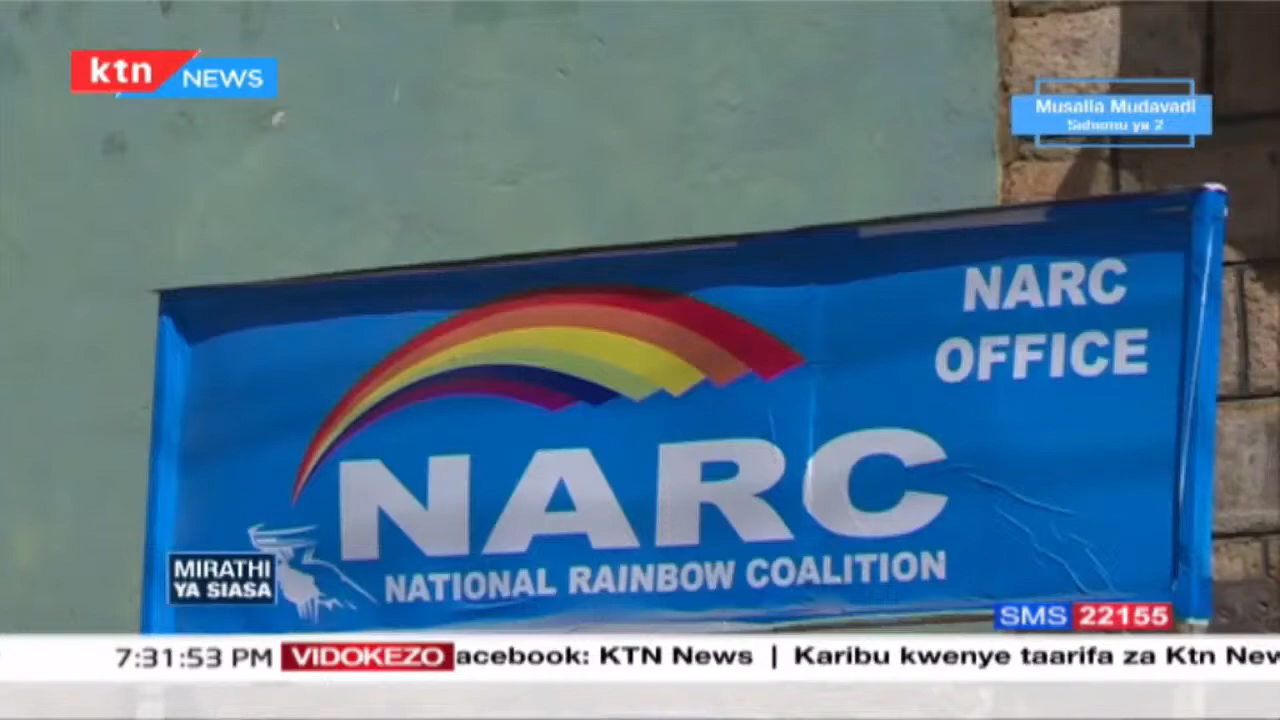 ktn NEWS
Musalia Mudavadi
Sehemu ya 2
NARC
OFFICE
NARC
NATIONAL RAINBOW COALITION
MIRATHI
YA SIASA
SMS 22155
7:31:53 PM VIDOKEZO acebook: KTN News | Karibu kwenye taarifa za Ktn New